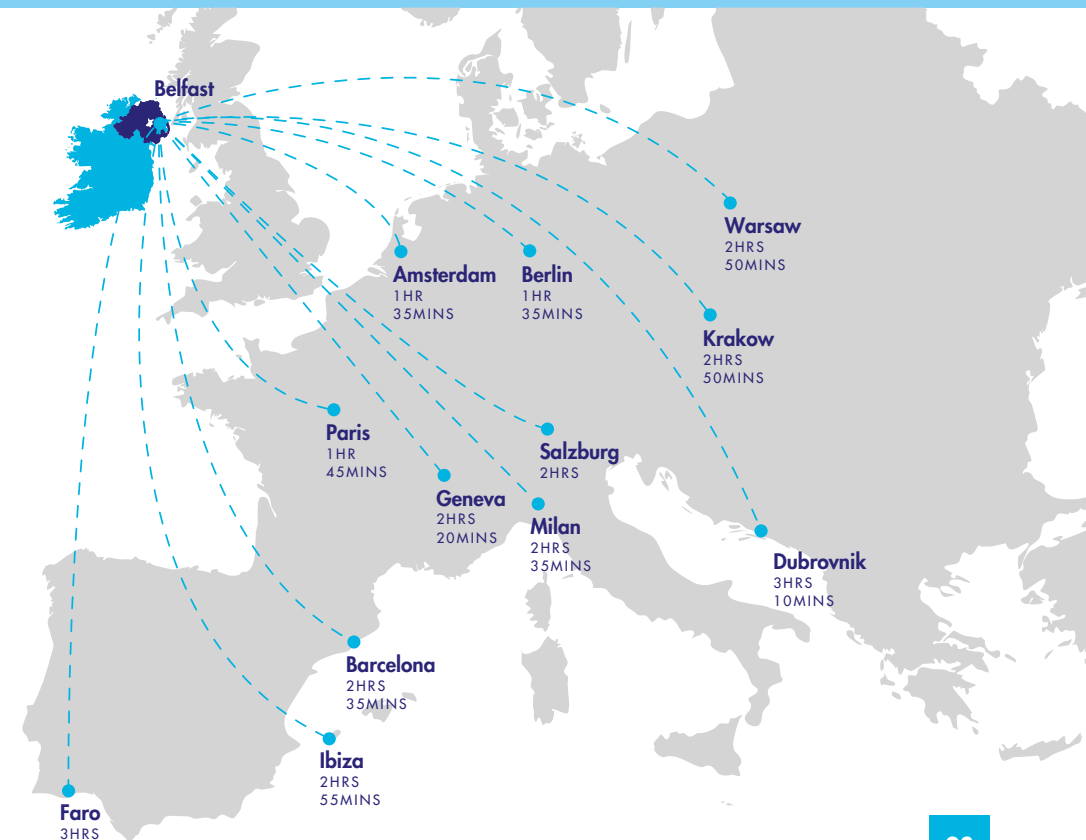 Belfast
Warsaw
2HRS
50MINS
Amsterdam
1HR
35MINS
Berlin
1HR
35MINS
Krakow
2HRS
50MINS
Paris
1HR
45MINS
Salzburg
2HRS
Geneva
2HRS
20MINS
Milan
2HRS
35MINS
Dubrovnik
3HRS
10MINS
Barcelona
2HRS
35MINS
Ibiza
2HRS
55MINS
Faro
3HRS